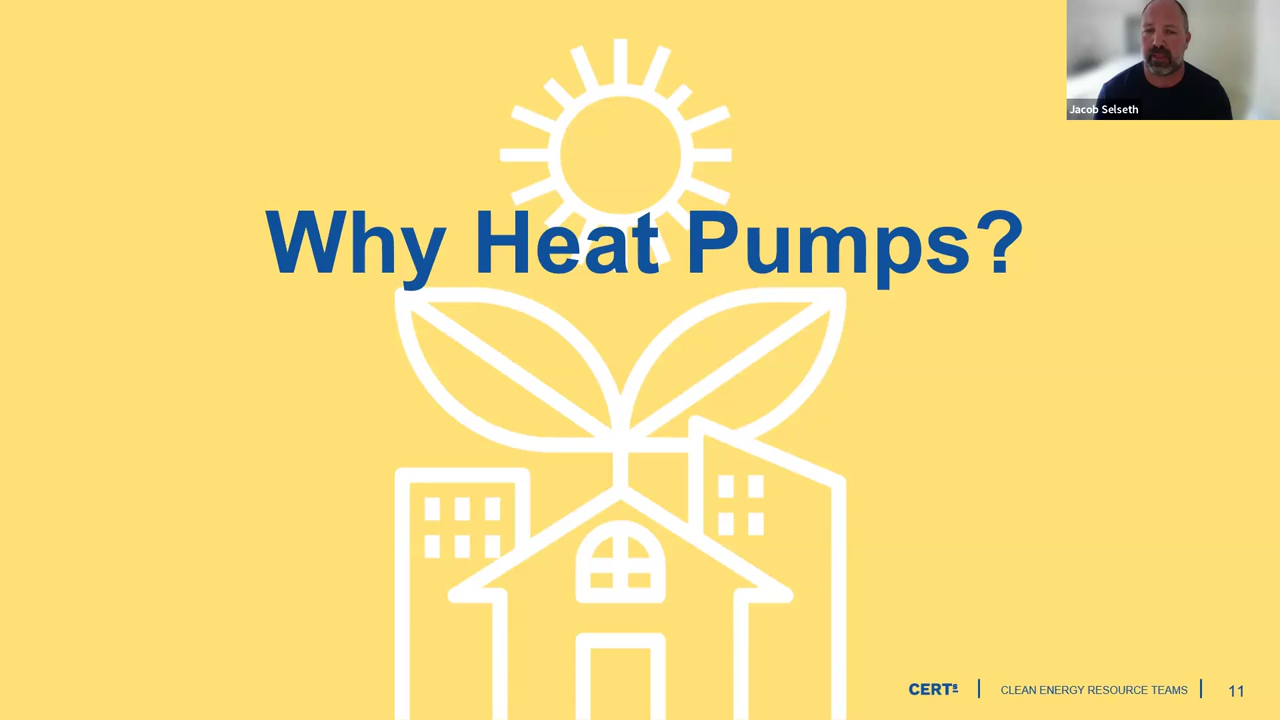 Jacob Selseth
Why Heat Pumps?
CERTs
CLEAN ENERGY RESOURCE TEAMS
11